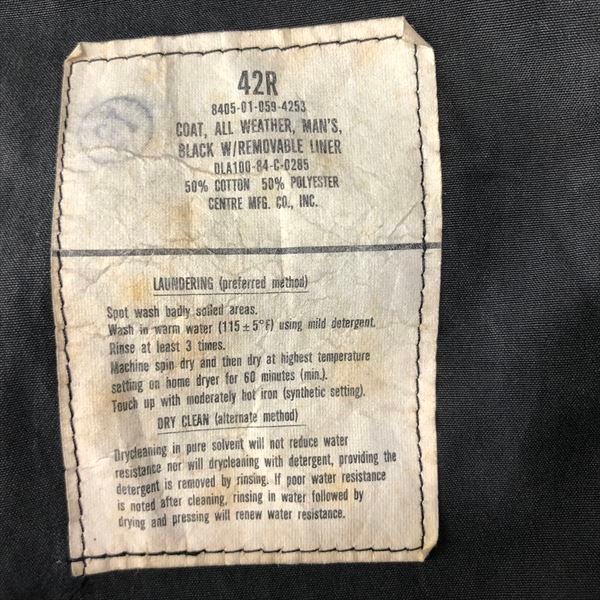 42R
8405-01-059-4253
COAT, ALL WEATHER, MAN'S,
BLACK W/REMOVABLE LINER
DLA100-84-C-0285
50% COTTON 50% POLYESTER
CENTRE MFG. CO., INC.
LAUNDERING (preferred method)
Spot wash badly soiled areas.
Wash in warm water (115±5°F) using mild detergent.
Rinse at least 3 times.
Machine spin dry and then dry at highest temperature
setting on home dryer for 60 minutes (min.).
Touch up with moderately hot iron (synthetic setting).
DRY CLEAN (alternate method)
Drycleaning in pure solvent will not reduce water
resistance nor will drycleaning with detergent, providing the
detergent is removed by rinsing. If poor water resistance
is noted after cleaning, rinsing in water followed by
drying and pressing will renew water resistance.